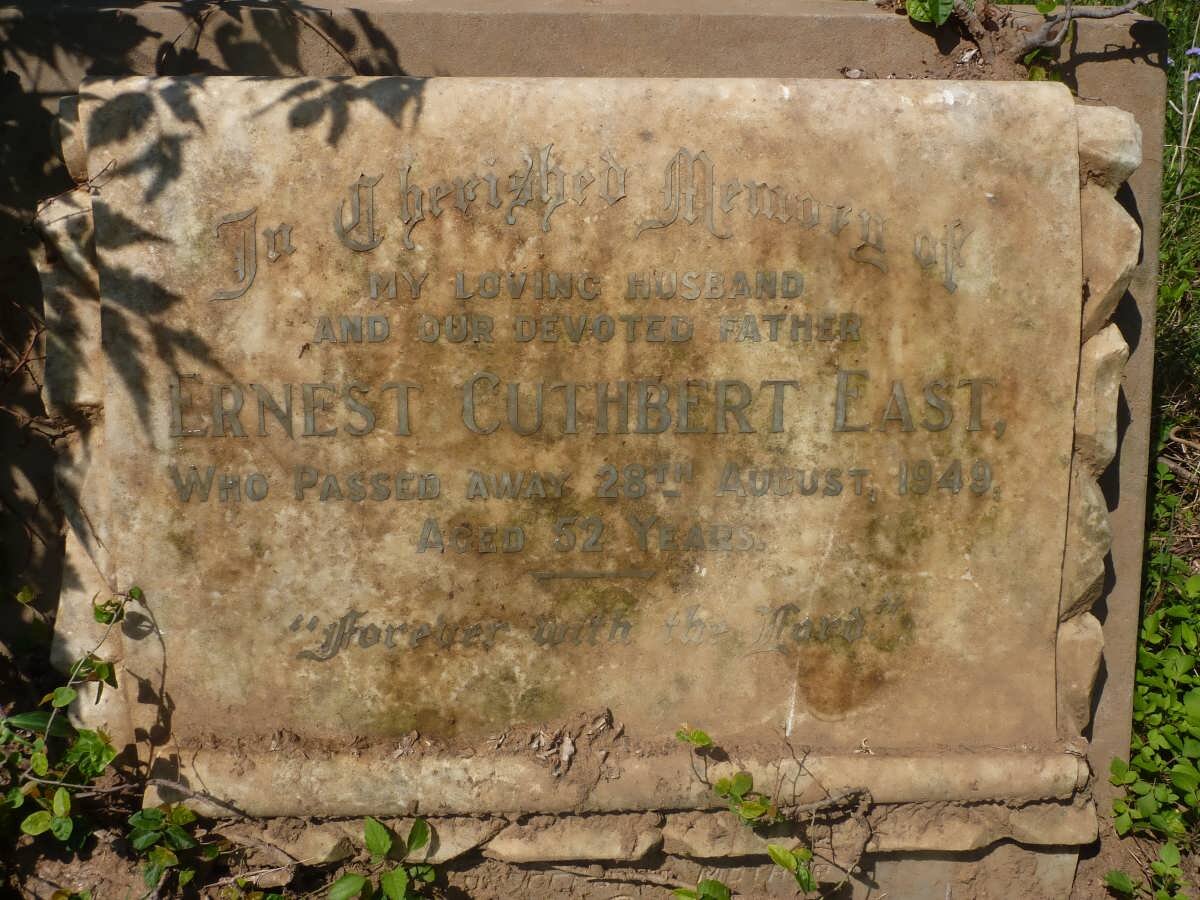 In Cherished Memory of
MY LOVING HUSBAND
AND OUR DEVOTED FATHER
ERNEST CUTHBERT EAST,
WHO PASSED AWAY 28TH AUGUST, 1949,
AGED 52 YEARS.
"Forever with the Lord"